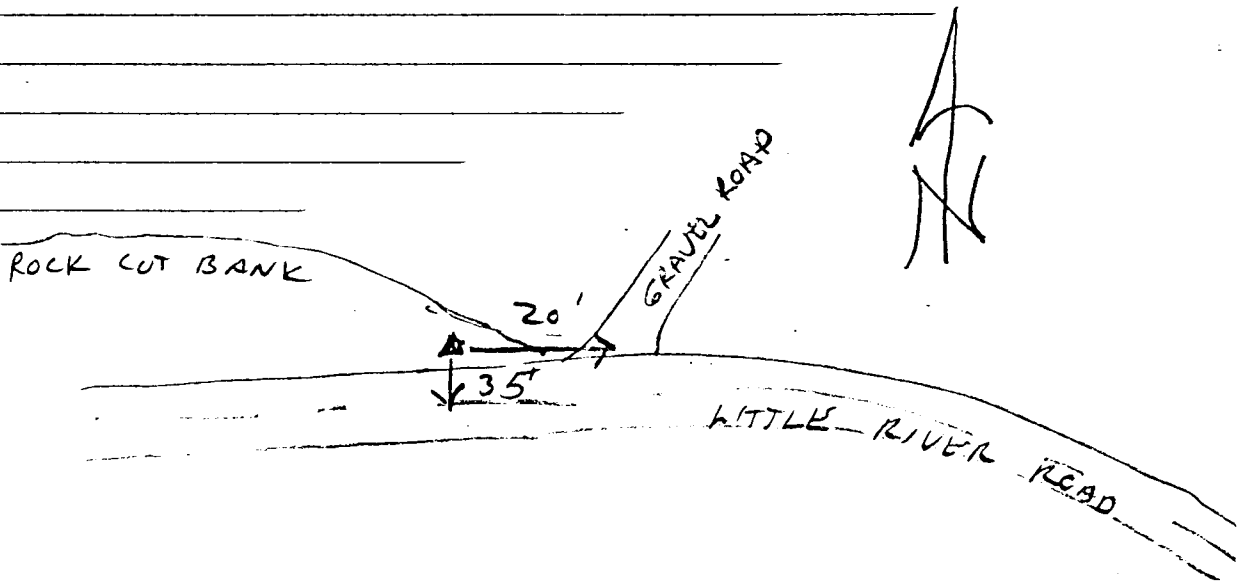 N
GRAVEL ROAD
ROCK CUT BANK
20'
35'
LITTLE RIVER ROAD